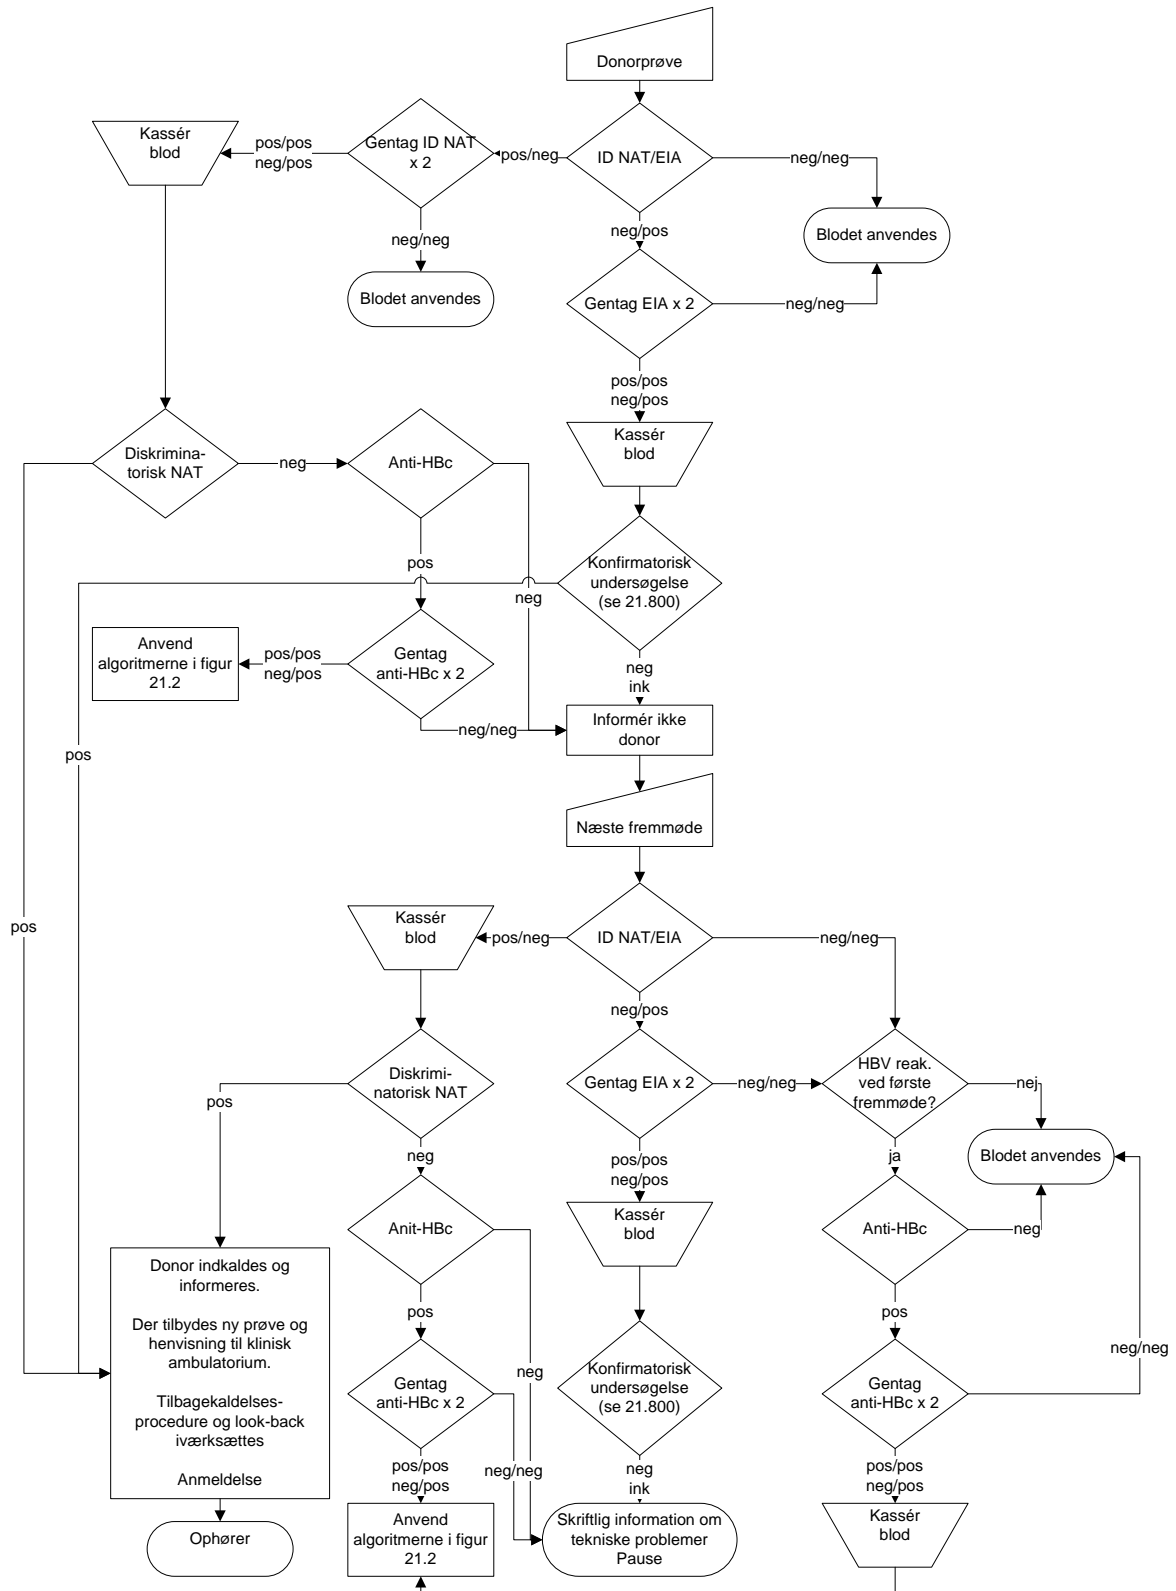 Donorprøve
Kassér
blod
pos/pos
neg/pos
Gentag ID NAT
x 2
pos/neg
ID NAT/EIA
neg/neg
neg/neg
neg/pos
Blodet anvendes
Blodet anvendes
Gentag EIA x 2
neg/neg
pos/pos
neg/pos
Kassér
blod
Diskrimina-
torisk NAT
neg
Anti-HBc
pos
neg
Konfirmatorisk
undersøgelse
(se 21.800)
Anvend
algoritmerne i figur
21.2
pos/pos
neg/pos
Gentag
anti-HBc x 2
neg
ink
neg/neg
Informér ikke
donor
pos
pos
Næste fremmøde
Kassér
blod
pos/neg
ID NAT/EIA
neg/neg
neg/pos
Diskrimi-
natorisk NAT
pos
Gentag EIA x 2
neg/neg
HBV reak.
ved første
fremmøde?
nej
neg
pos/pos
neg/pos
ja
Blodet anvendes
Anit-HBc
Kassér
blod
Anti-HBc
neg
Donor indkaldes og
informeres.
Der tilbydes ny prøve og
henvisning til klinisk
ambulatorium.
Tilbagekaldelses-
procedure og look-back
iværksættes
Anmeldelse
pos
neg
pos
neg/neg
Gentag
anti-HBc x 2
Konfirmatorisk
undersøgelse
(se 21.800)
Gentag
anti-HBc x 2
pos/pos
neg/pos
neg/neg
neg
ink
pos/pos
neg/pos
Ophører
Anvend
algoritmerne i figur
21.2
Skriftlig information om
tekniske problemer
Pause
Kassér
blod